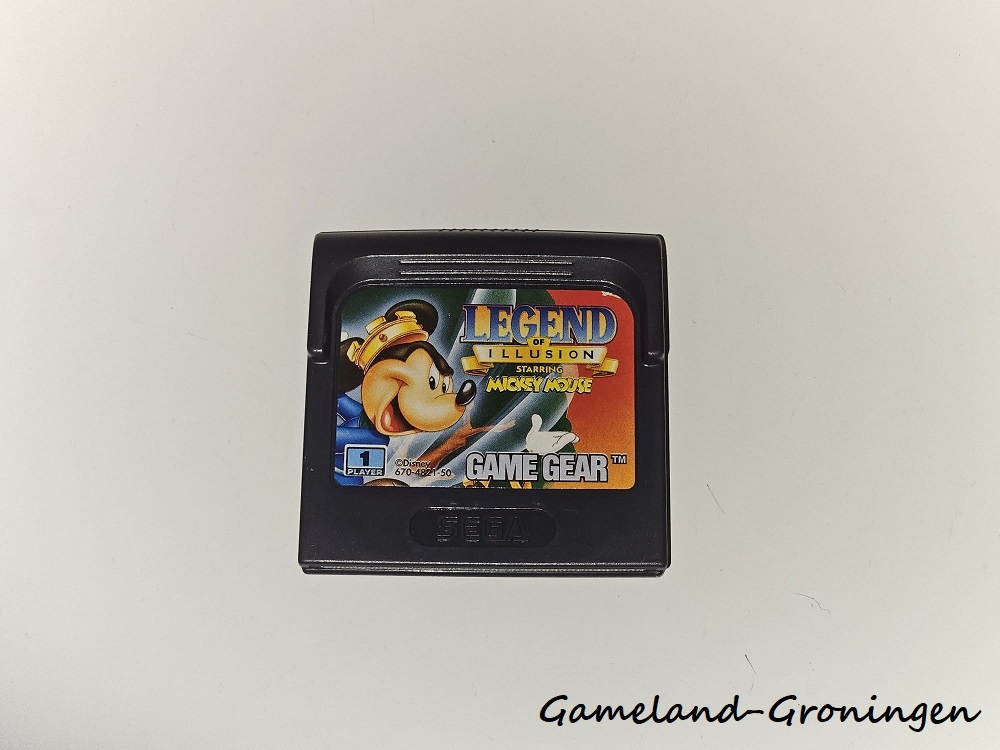 LEGEND
OF
ILLUSION
STARRING
MICKEY MOUSE
1
PLAYER
©Disney
670-4821-50
GAME GEAR™
SEGA
Gameland-Groningen